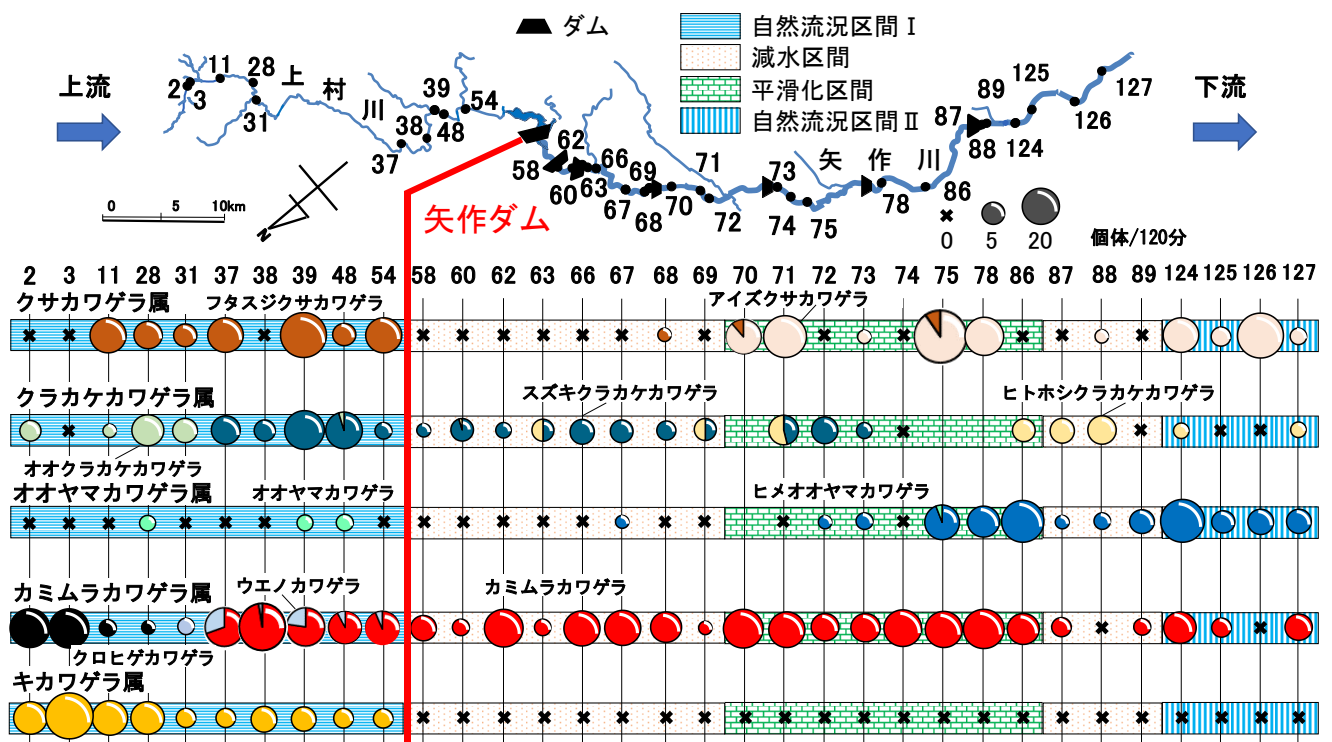 ダム
自然流況区間Ⅰ
減水区間
平滑化区間
自然流況区間Ⅱ
上流
下流
上村川
矢作川
矢作ダム
2
3
11
28
31
37
38
39
48
54
58
60
62
63
66
67
68
69
70
71
72
73
74
75
78
86
87
88
89
124
125
126
127
0 5 10km
N
0 5 20 個体/120分
2 3 11 28 31 37 38 39 48 54 58 60 62 63 66 67 68 69 70 71 72 73 74 75 78 86 87 88 89 124 125 126 127
クサカワゲラ属 フタスジクサカワゲラ アイズクサカワゲラ
クラカケカワゲラ属 スズキクラカケカワゲラ ヒトホシクラカケカワゲラ
オオクラカケカワゲラ
オオヤマカワゲラ属 オオヤマカワゲラ ヒメオオヤマカワゲラ
カミムラカワゲラ属 ウエノカワゲラ カミムラカワゲラ
クロヒゲカワゲラ
キカワゲラ属